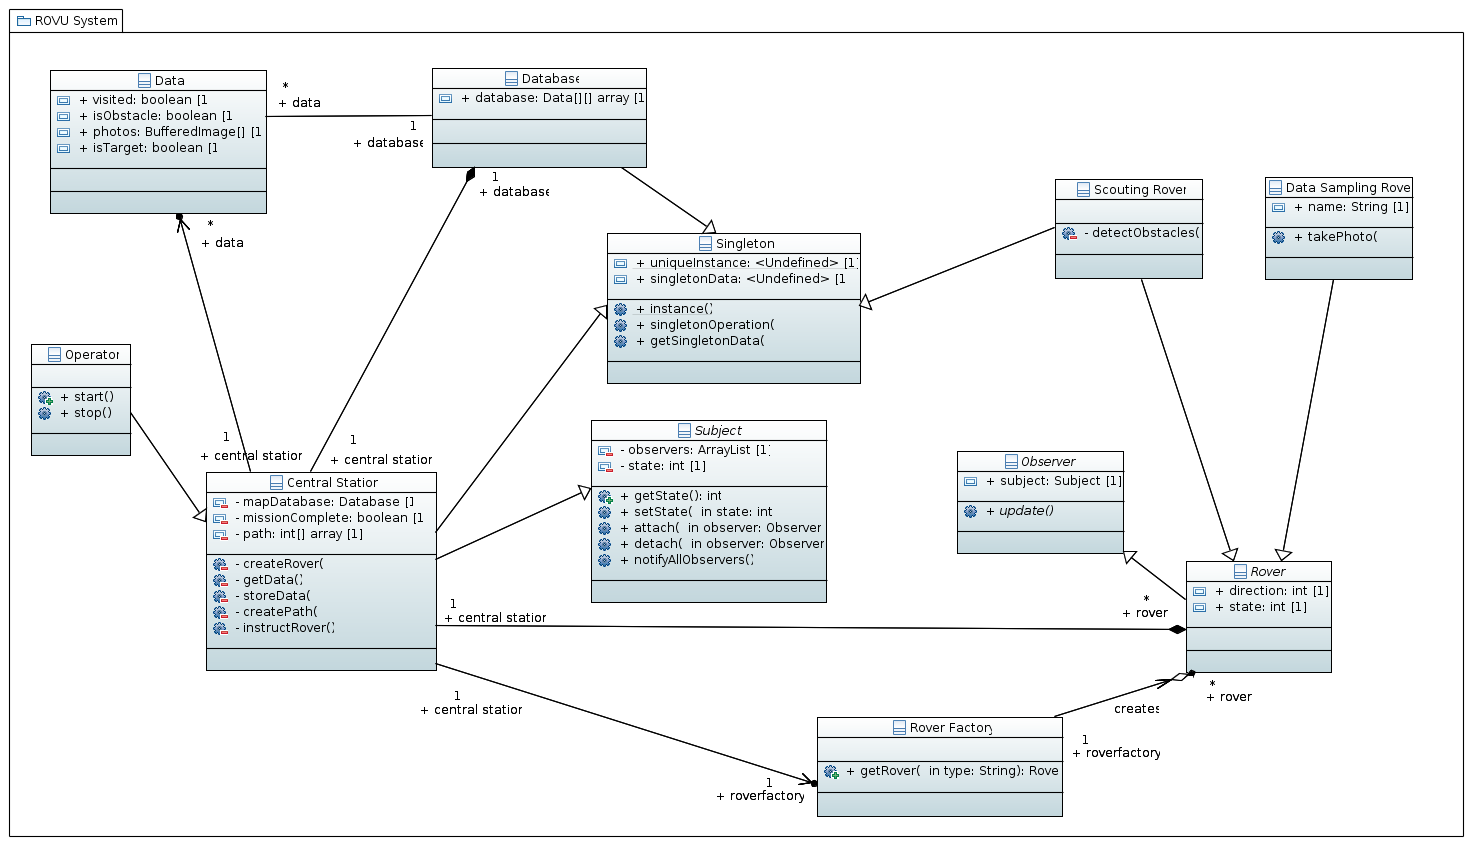 ROVU System
Data
+ visited: boolean [1
+ isObstacle: boolean [1
+ photos: BufferedImage[] [1]
+ isTarget: boolean [1
*
+ data
1
+ database
Database
+ database: Data[][] array [1]
1
+ database
*
+ data
Singleton
+ uniqueInstance: <Undefined> [1]
+ singletonData: <Undefined> [1
+ instance()
+ singletonOperation(
+ getSingletonData(
Scouting Rover
- detectObstacles(
Data Sampling Rove
+ name: String [1]
+ takePhoto(
Operator
+ start()
+ stop()
1
+ central station
1
+ central station
Central Station
- mapDatabase: Database []
- missionComplete: boolean [1
- path: int[] array [1]
- createRover(
- getData()
- storeData(
- createPath(
- instructRover()
Subject
- observers: ArrayList [1]
- state: int [1]
+ getState(): int
+ setState(  in state: int
+ attach(  in observer: Observer
+ detach(  in observer: Observer
+ notifyAllObservers()
Observer
+ subject: Subject [1]
+ update()
Rover
+ direction: int [1]
+ state: int [1]
1
+ central station
*
+ rover
1
+ central station
*
+ rover
creates
1
+ roverfactory
1
+ roverfactory
Rover Factory
+ getRover(  in type: String): Rove